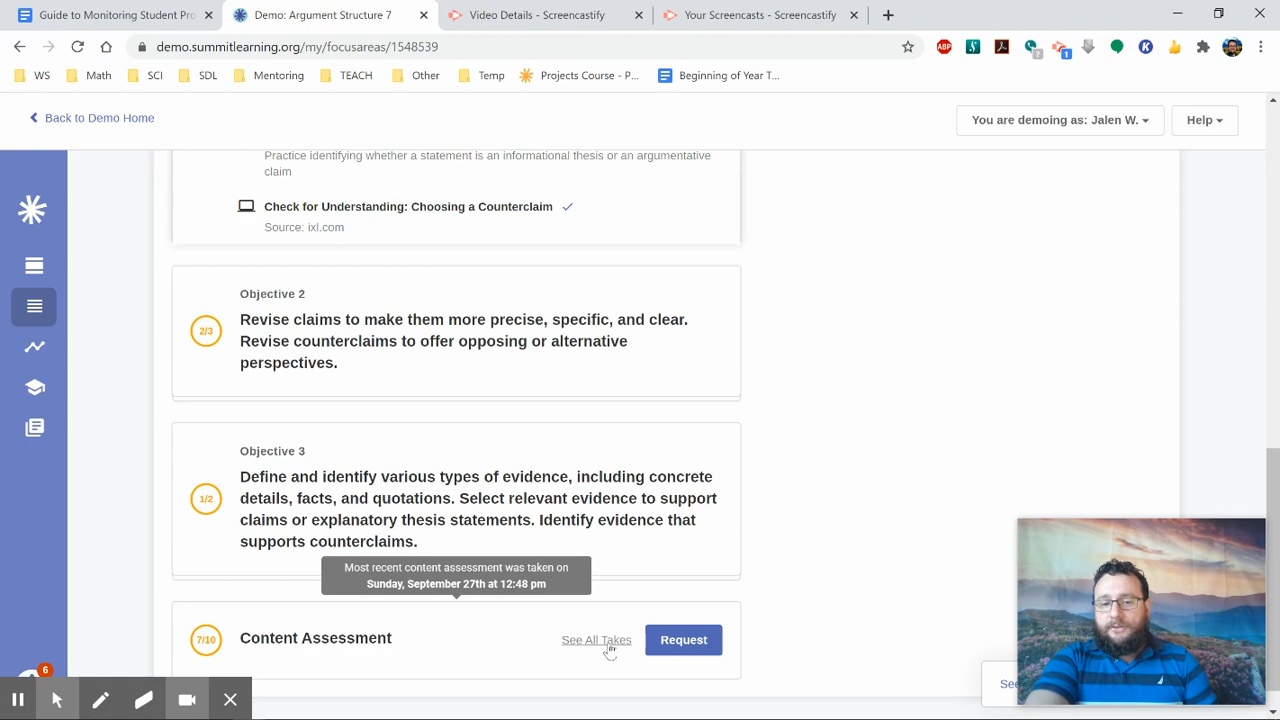 Guide to Monitoring Student Pro
Demo: Argument Structure 7
Video Details - Screencastify
Your Screencasts - Screencastify
demo.summitlearning.org/my/focusareas/1548539
ABP
S
?
1
K
WS
Math
SCI
SDL
Mentoring
TEACH
Other
Temp
Projects Course - P...
Beginning of Year T...
Back to Demo Home
You are demoing as: Jalen W.
Help
Practice identifying whether a statement is an informational thesis or an argumentative
claim
Check for Understanding: Choosing a Counterclaim
Source: ixl.com
Objective 2
2/3
Revise claims to make them more precise, specific, and clear.
Revise counterclaims to offer opposing or alternative
perspectives.
Objective 3
1/2
Define and identify various types of evidence, including concrete
details, facts, and quotations. Select relevant evidence to support
claims or explanatory thesis statements. Identify evidence that
supports counterclaims.
Most recent content assessment was taken on
Sunday, September 27th at 12:48 pm
7/10
Content Assessment
See All Takes
Request
6
See